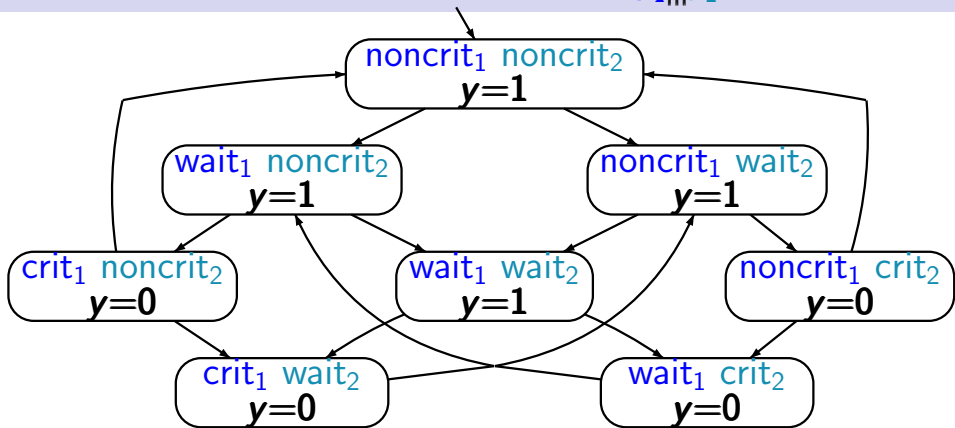 noncrit₁ noncrit₂
y=1
wait₁ noncrit₂
y=1
noncrit₁ wait₂
y=1
crit₁ noncrit₂
y=0
wait₁ wait₂
y=1
noncrit₁ crit₂
y=0
crit₁ wait₂
y=0
wait₁ crit₂
y=0